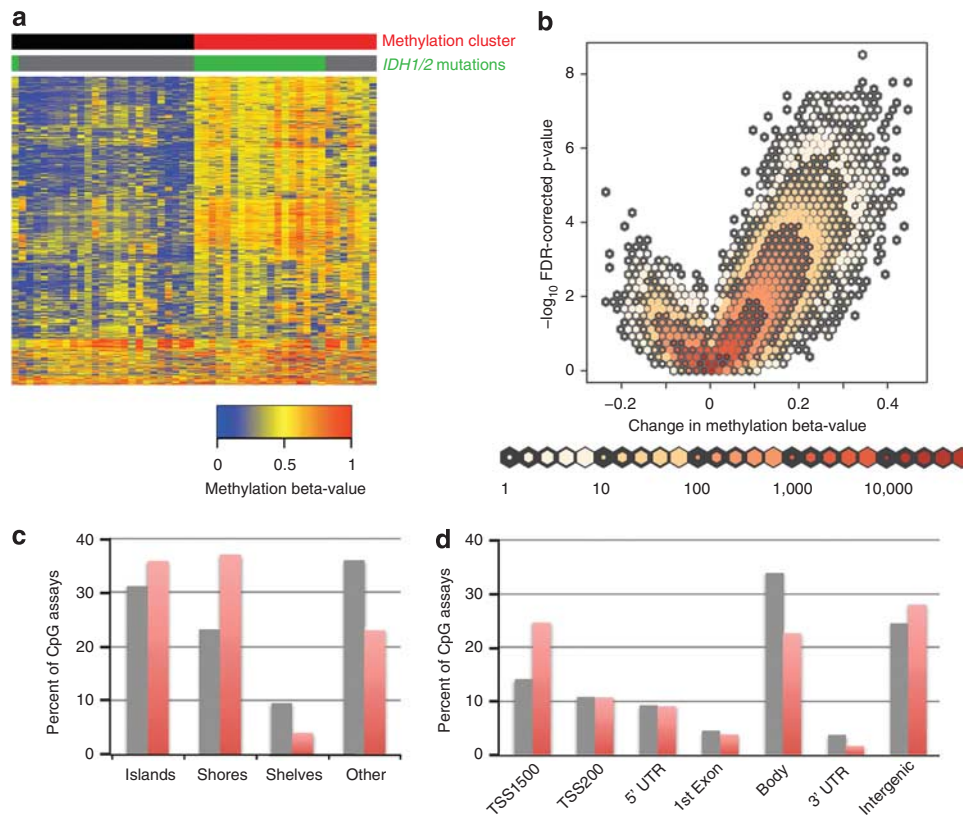 a
Methylation cluster
IDH1/2 mutations
0 0.5 1
Methylation beta-value
b
−log10 FDR-corrected p-value
8
6
4
2
0
−0.2 0 0.2 0.4
Change in methylation beta-value
1 10 100 1,000 10,000
c
Percent of CpG assays
40
30
20
10
0
Islands Shores Shelves Other
d
Percent of CpG assays
40
30
20
10
0
TSS1500 TSS200 5' UTR 1st Exon Body 3' UTR Intergenic